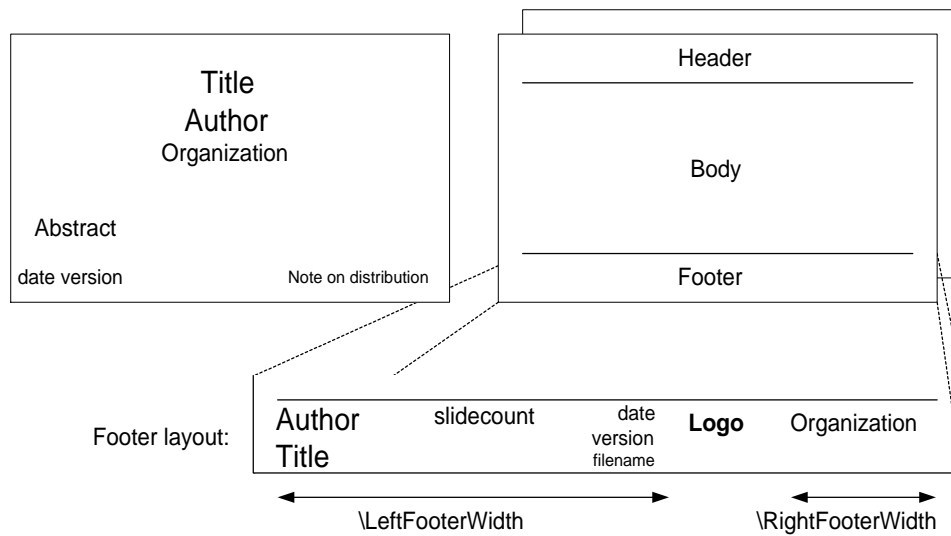 Title
Author
Organization
Abstract
date version
Note on distribution
Header
Body
Footer
Footer layout:
Author
Title
slidecount
date
version
filename
Logo
Organization
\LeftFooterWidth
\RightFooterWidth